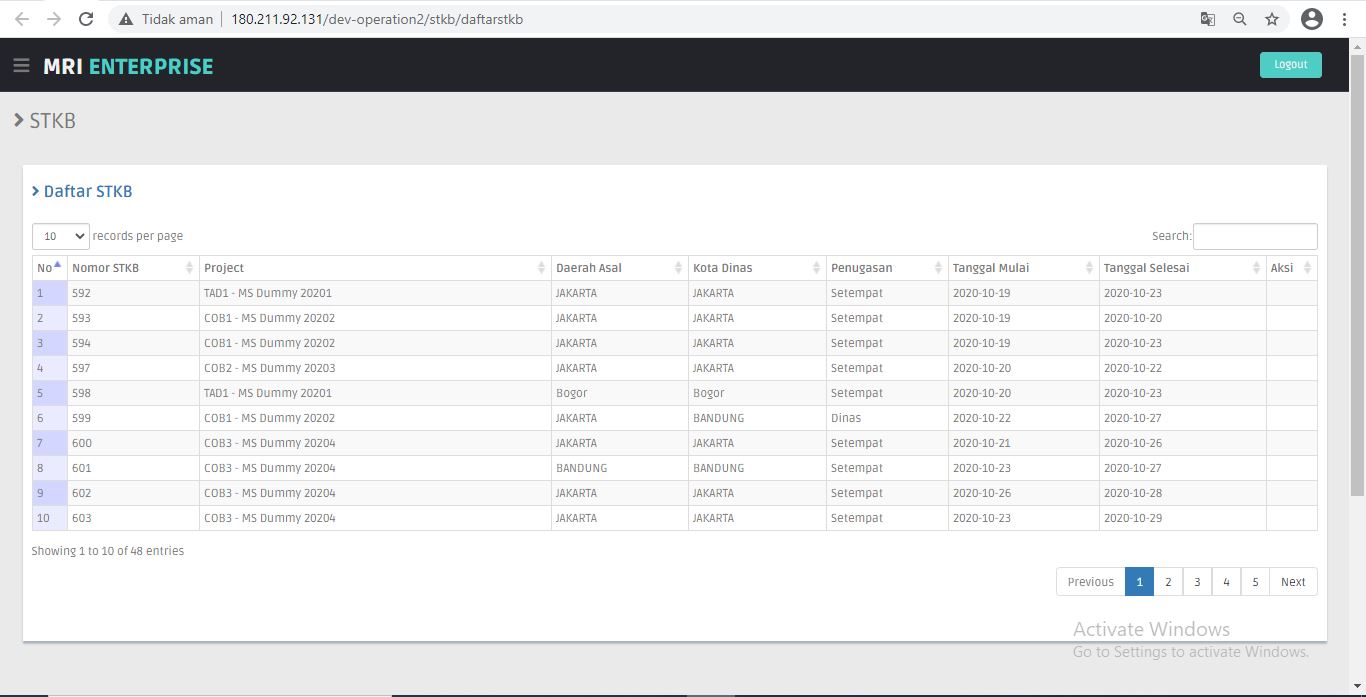 Tidak aman | 180.211.92.131/dev-operation2/stkb/daftarstkb
MRI ENTERPRISE Logout
STKB
Daftar STKB
10 records per page Search:
No Nomor STKB Project Daerah Asal Kota Dinas Penugasan Tanggal Mulai Tanggal Selesai Aksi
1 592 TAD1 - MS Dummy 20201 JAKARTA JAKARTA Setempat 2020-10-19 2020-10-23
2 593 COB1 - MS Dummy 20202 JAKARTA JAKARTA Setempat 2020-10-19 2020-10-20
3 594 COB1 - MS Dummy 20202 JAKARTA JAKARTA Setempat 2020-10-19 2020-10-23
4 597 COB2 - MS Dummy 20203 JAKARTA JAKARTA Setempat 2020-10-20 2020-10-22
5 598 TAD1 - MS Dummy 20201 Bogor Bogor Setempat 2020-10-20 2020-10-23
6 599 COB1 - MS Dummy 20202 JAKARTA BANDUNG Dinas 2020-10-22 2020-10-27
7 600 COB3 - MS Dummy 20204 JAKARTA JAKARTA Setempat 2020-10-21 2020-10-26
8 601 COB3 - MS Dummy 20204 BANDUNG BANDUNG Setempat 2020-10-23 2020-10-27
9 602 COB3 - MS Dummy 20204 JAKARTA JAKARTA Setempat 2020-10-26 2020-10-28
10 603 COB3 - MS Dummy 20204 JAKARTA JAKARTA Setempat 2020-10-23 2020-10-29
Showing 1 to 10 of 48 entries
Previous 1 2 3 4 5 Next
Activate Windows
Go to Settings to activate Windows.